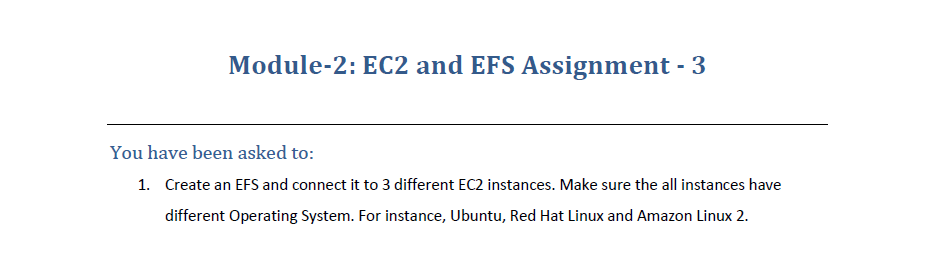 Module-2: EC2 and EFS Assignment - 3
You have been asked to:
1. Create an EFS and connect it to 3 different EC2 instances. Make sure the all instances have
different Operating System. For instance, Ubuntu, Red Hat Linux and Amazon Linux 2.